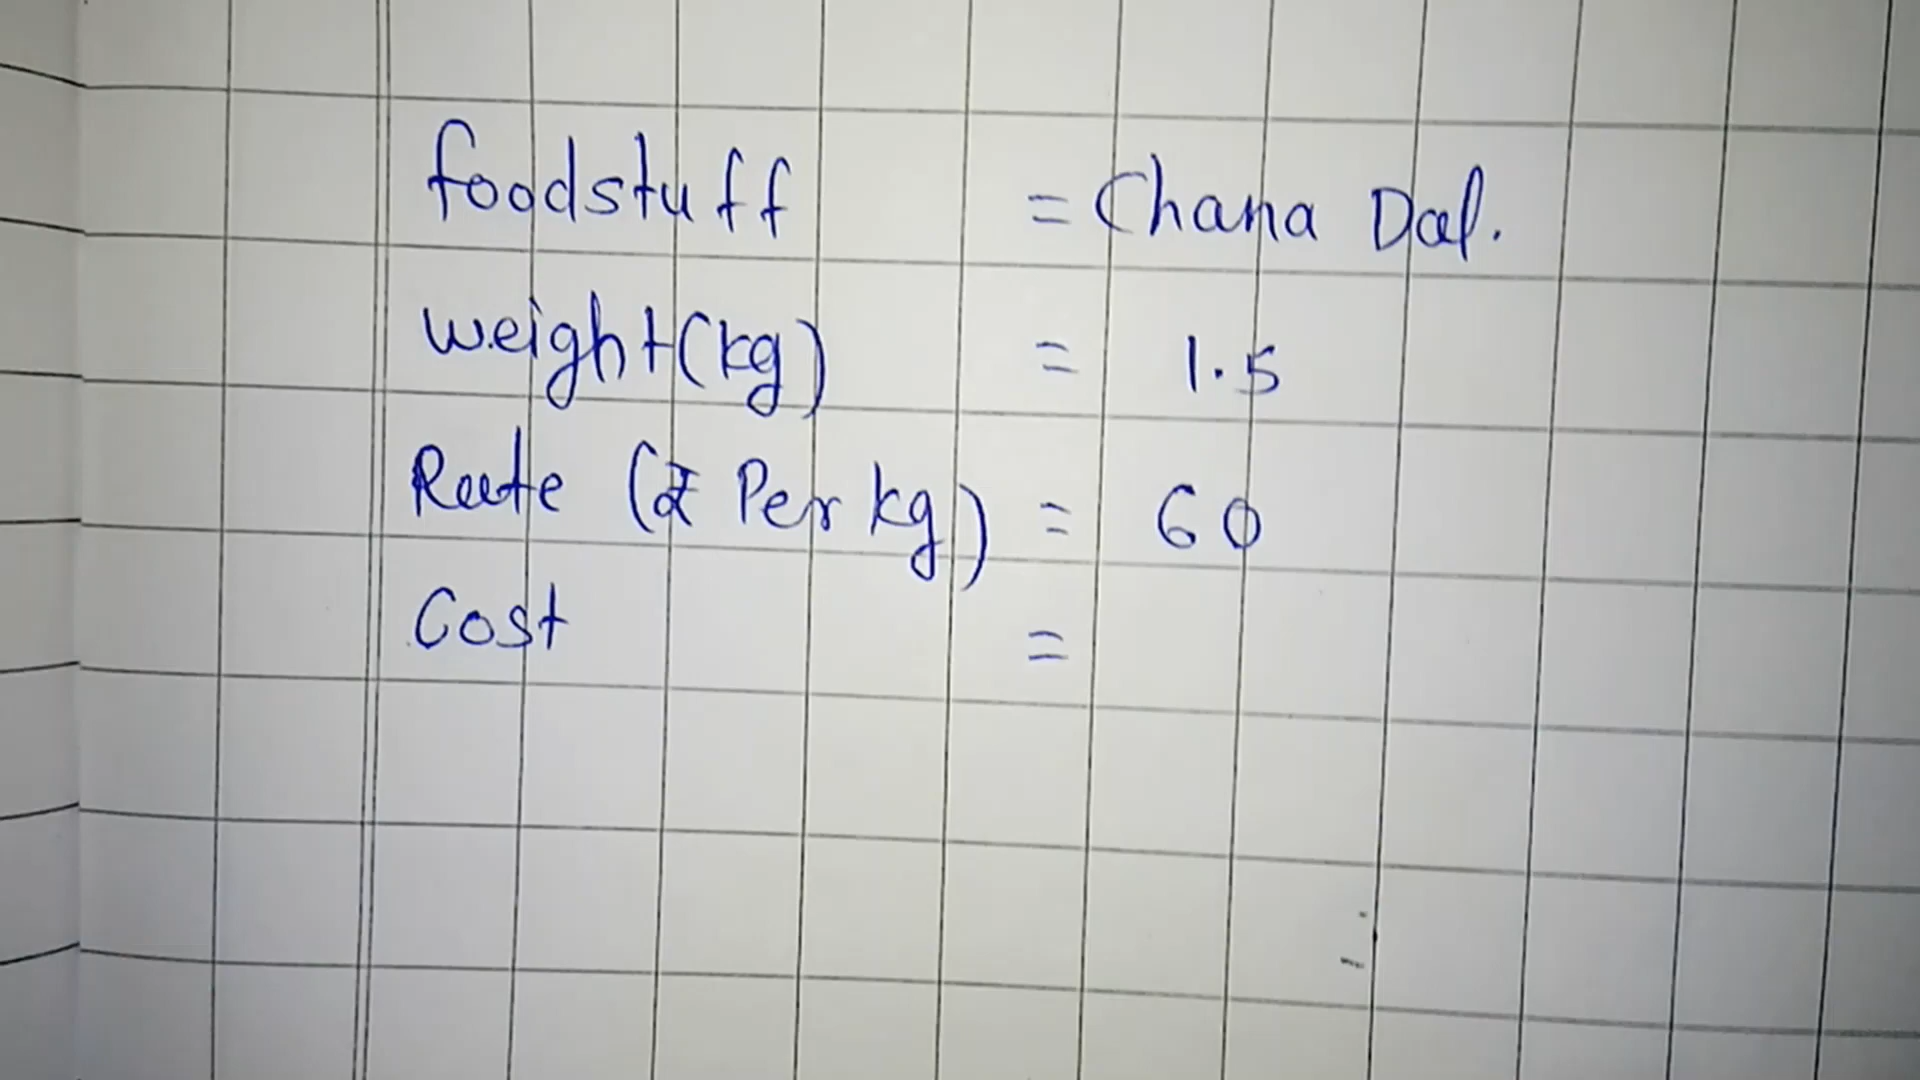 foodstuff = Chana Dal.
weight(kg) = 1.5
Rate (₹ Per kg) = 60
Cost =